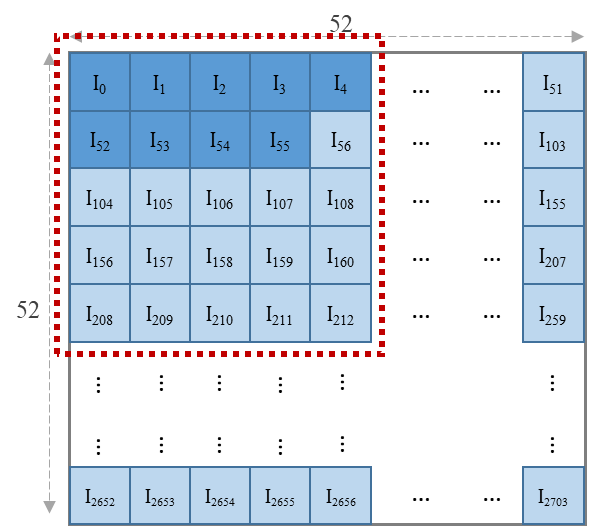 52
I0 I1 I2 I3 I4 ... ... I51
I52 I53 I54 I55 I56 ... ... I103
I104 I105 I106 I107 I108 ... ... I155
I156 I157 I158 I159 I160 ... ... I207
52
I208 I209 I210 I211 I212 ... ... I259
⋮ ⋮ ⋮ ⋮ ⋮ ⋮
⋮ ⋮ ⋮ ⋮ ⋮ ⋮
I2652 I2653 I2654 I2655 I2656 ... ... I2703